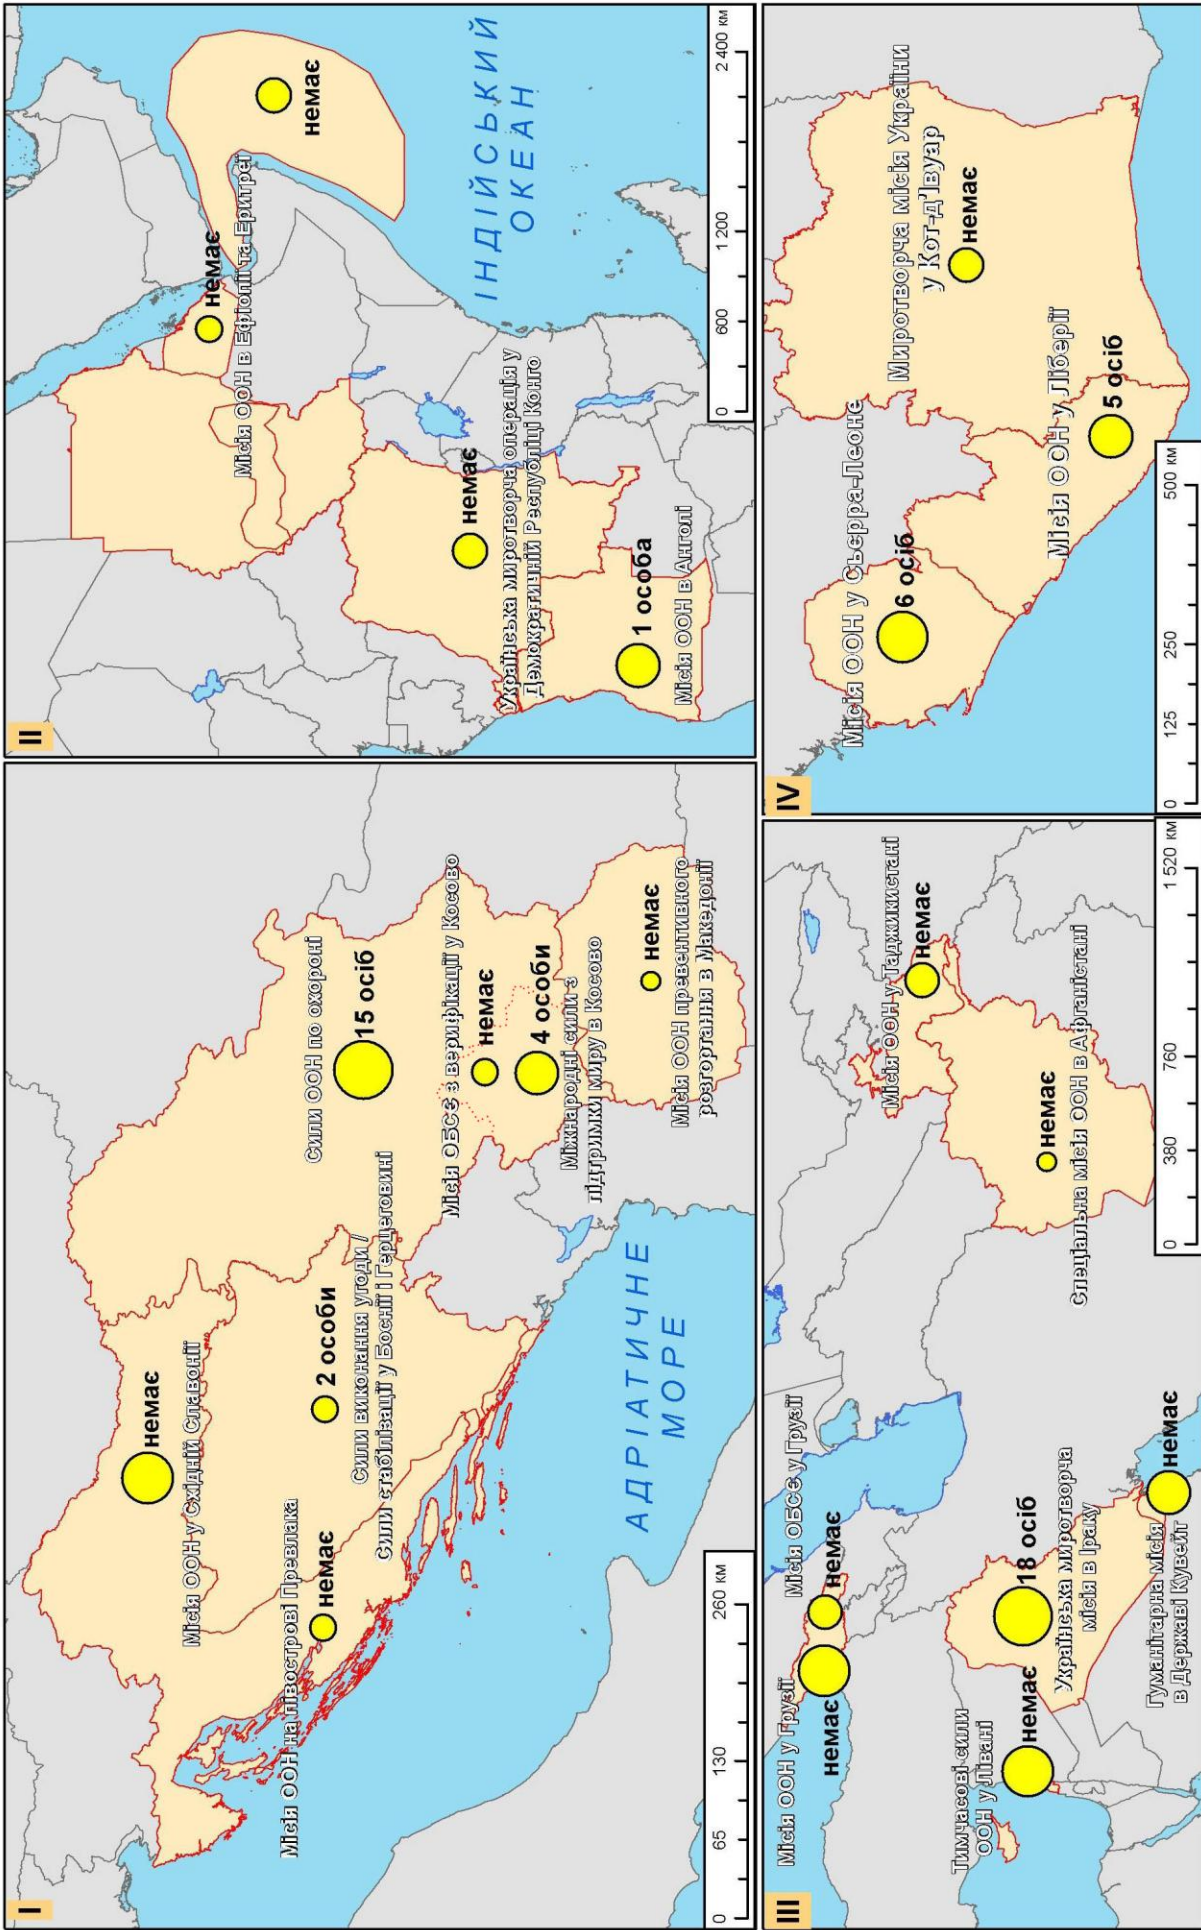 I
немає
Місія ООН у Східній Славонії
Сили ООН по охороні
15 осіб
2 особи
Сили виконання угоди /
Сили стабілізації у Боснії і Герцеговині
немає
Місія ООН на півострові Превлака
Місія ОБСЄ з верифікації у Косово
немає
4 особи
Міжнародні сили з
підтримки миру в Косово
немає
Місія ООН превентивного
розгортання в Македонії
АДРІАТИЧНЕ
МОРЕ
0 65 130 260 км
II
немає
Місія ООН в Ефіопії та Еритреї
немає
немає
Українська миротворча операція у
Демократичній Республіці Конго
1 особа
Місія ООН в Анголі
ІНДІЙСЬКИЙ
ОКЕАН
0 600 1200 2 400 км
III
Місія ООН у Грузії
немає
Місія ОБСЄ у Грузії
немає
Місія ООН у Таджикистані
немає
Тимчасові сили
ООН у Лівані
немає
18 осіб
Українська миротворча
місія в Іраку
немає
Спеціальна місія ООН в Афганістані
Гуманітарна місія
в Державі Кувейт
немає
0 380 760 1 520 км
IV
Місія ООН у Сьєрра-Леоне
6 осіб
Миротворча місія України
у Кот-д'Івуар
немає
Місія ООН у Ліберії
5 осіб
0 125 250 500 км